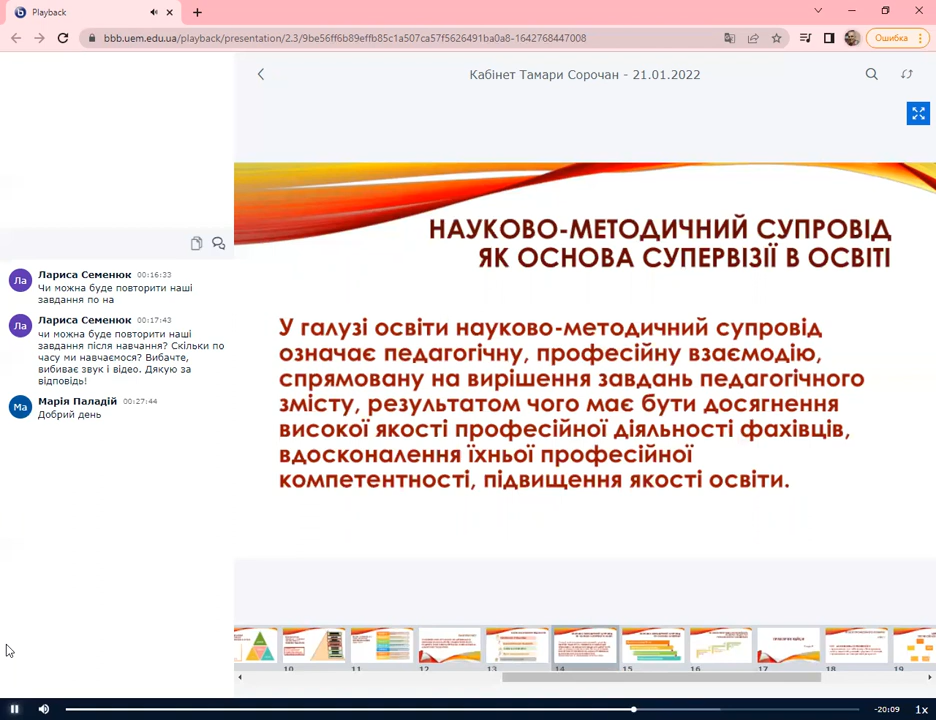 Playback
bbb.uem.edu.ua/playback/presentation/2.3/9be56ff6b89effb85c1a507ca57f5626491ba0a8-1642768447008
Ошибка
Кабінет Тамари Сорочан - 21.01.2022
НАУКОВО-МЕТОДИЧНИЙ СУПРОВІД
ЯК ОСНОВА СУПЕРВІЗІЇ В ОСВІТІ
У галузі освіти науково-методичний супровід
означає педагогічну, професійну взаємодію,
спрямовану на вирішення завдань педагогічного
змісту, результатом чого має бути досягнення
високої якості професійної діяльності фахівців,
вдосконалення їхньої професійної
компетентності, підвищення якості освіти.
Ла
Лариса Семенюк 00:16:33
Чи можна буде повторити наші
завдання по на
Ла
Лариса Семенюк 00:17:43
чи можна буде повторити наші
завдання після навчання? Скільки по
часу ми навчаємося? Вибачте,
вибиває звук і відео. Дякую за
відповідь!
Ма
Марія Паладій 00:27:44
Добрий день
10 11 12 13 14 15 16 17 18 19
-20:09 1x